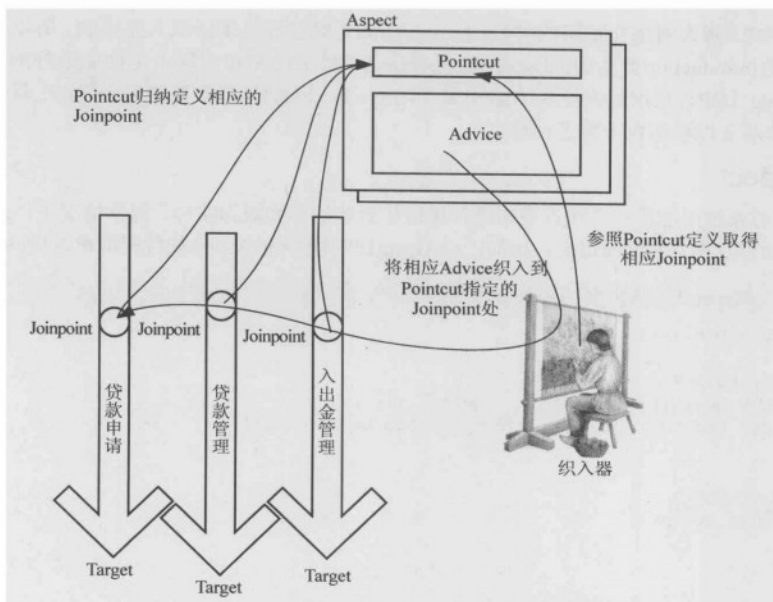 Aspect
Pointcut
Pointcut归纳定义相应的
Joinpoint
Advice
参照Pointcut定义取得
相应Joinpoint
将相应Advice织入到
Pointcut指定的
Joinpoint处
Joinpoint
Joinpoint
Joinpoint
贷款申请
贷款管理
入出金管理
织入器
Target
Target
Target